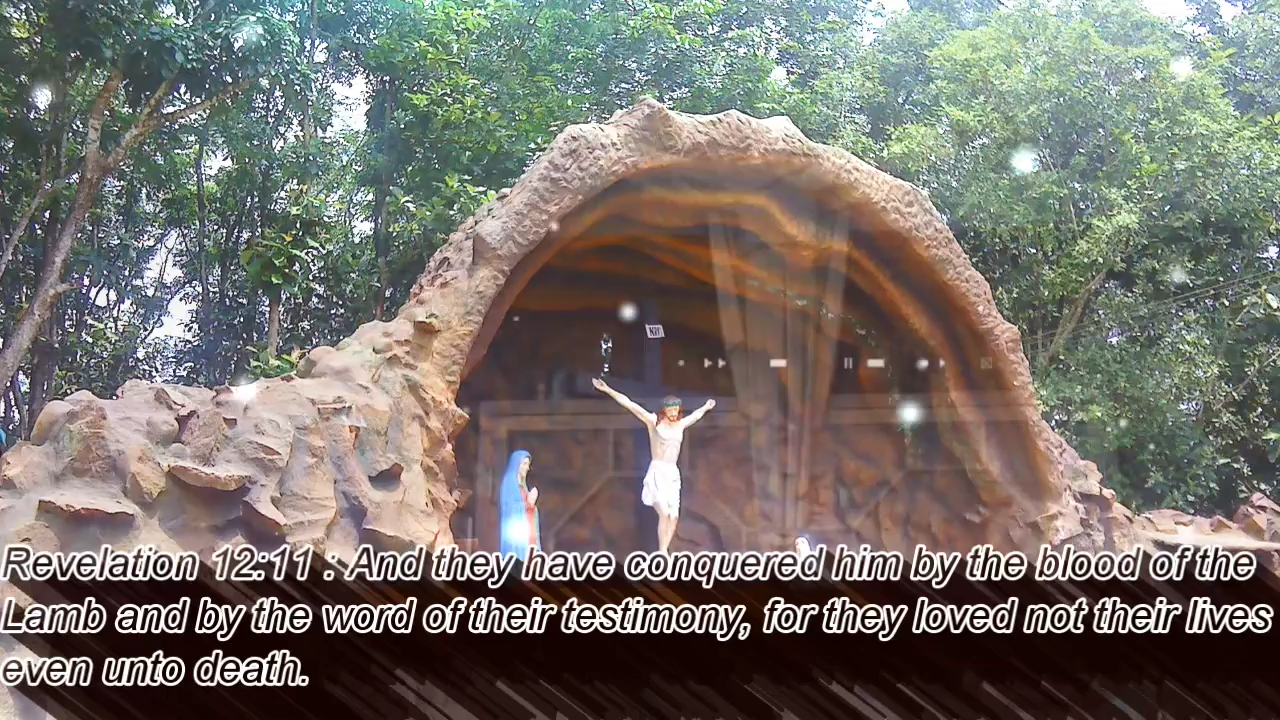 Revelation 12:11 : And they have conquered him by the blood of the
Lamb and by the word of their testimony, for they loved not their lives
even unto death.